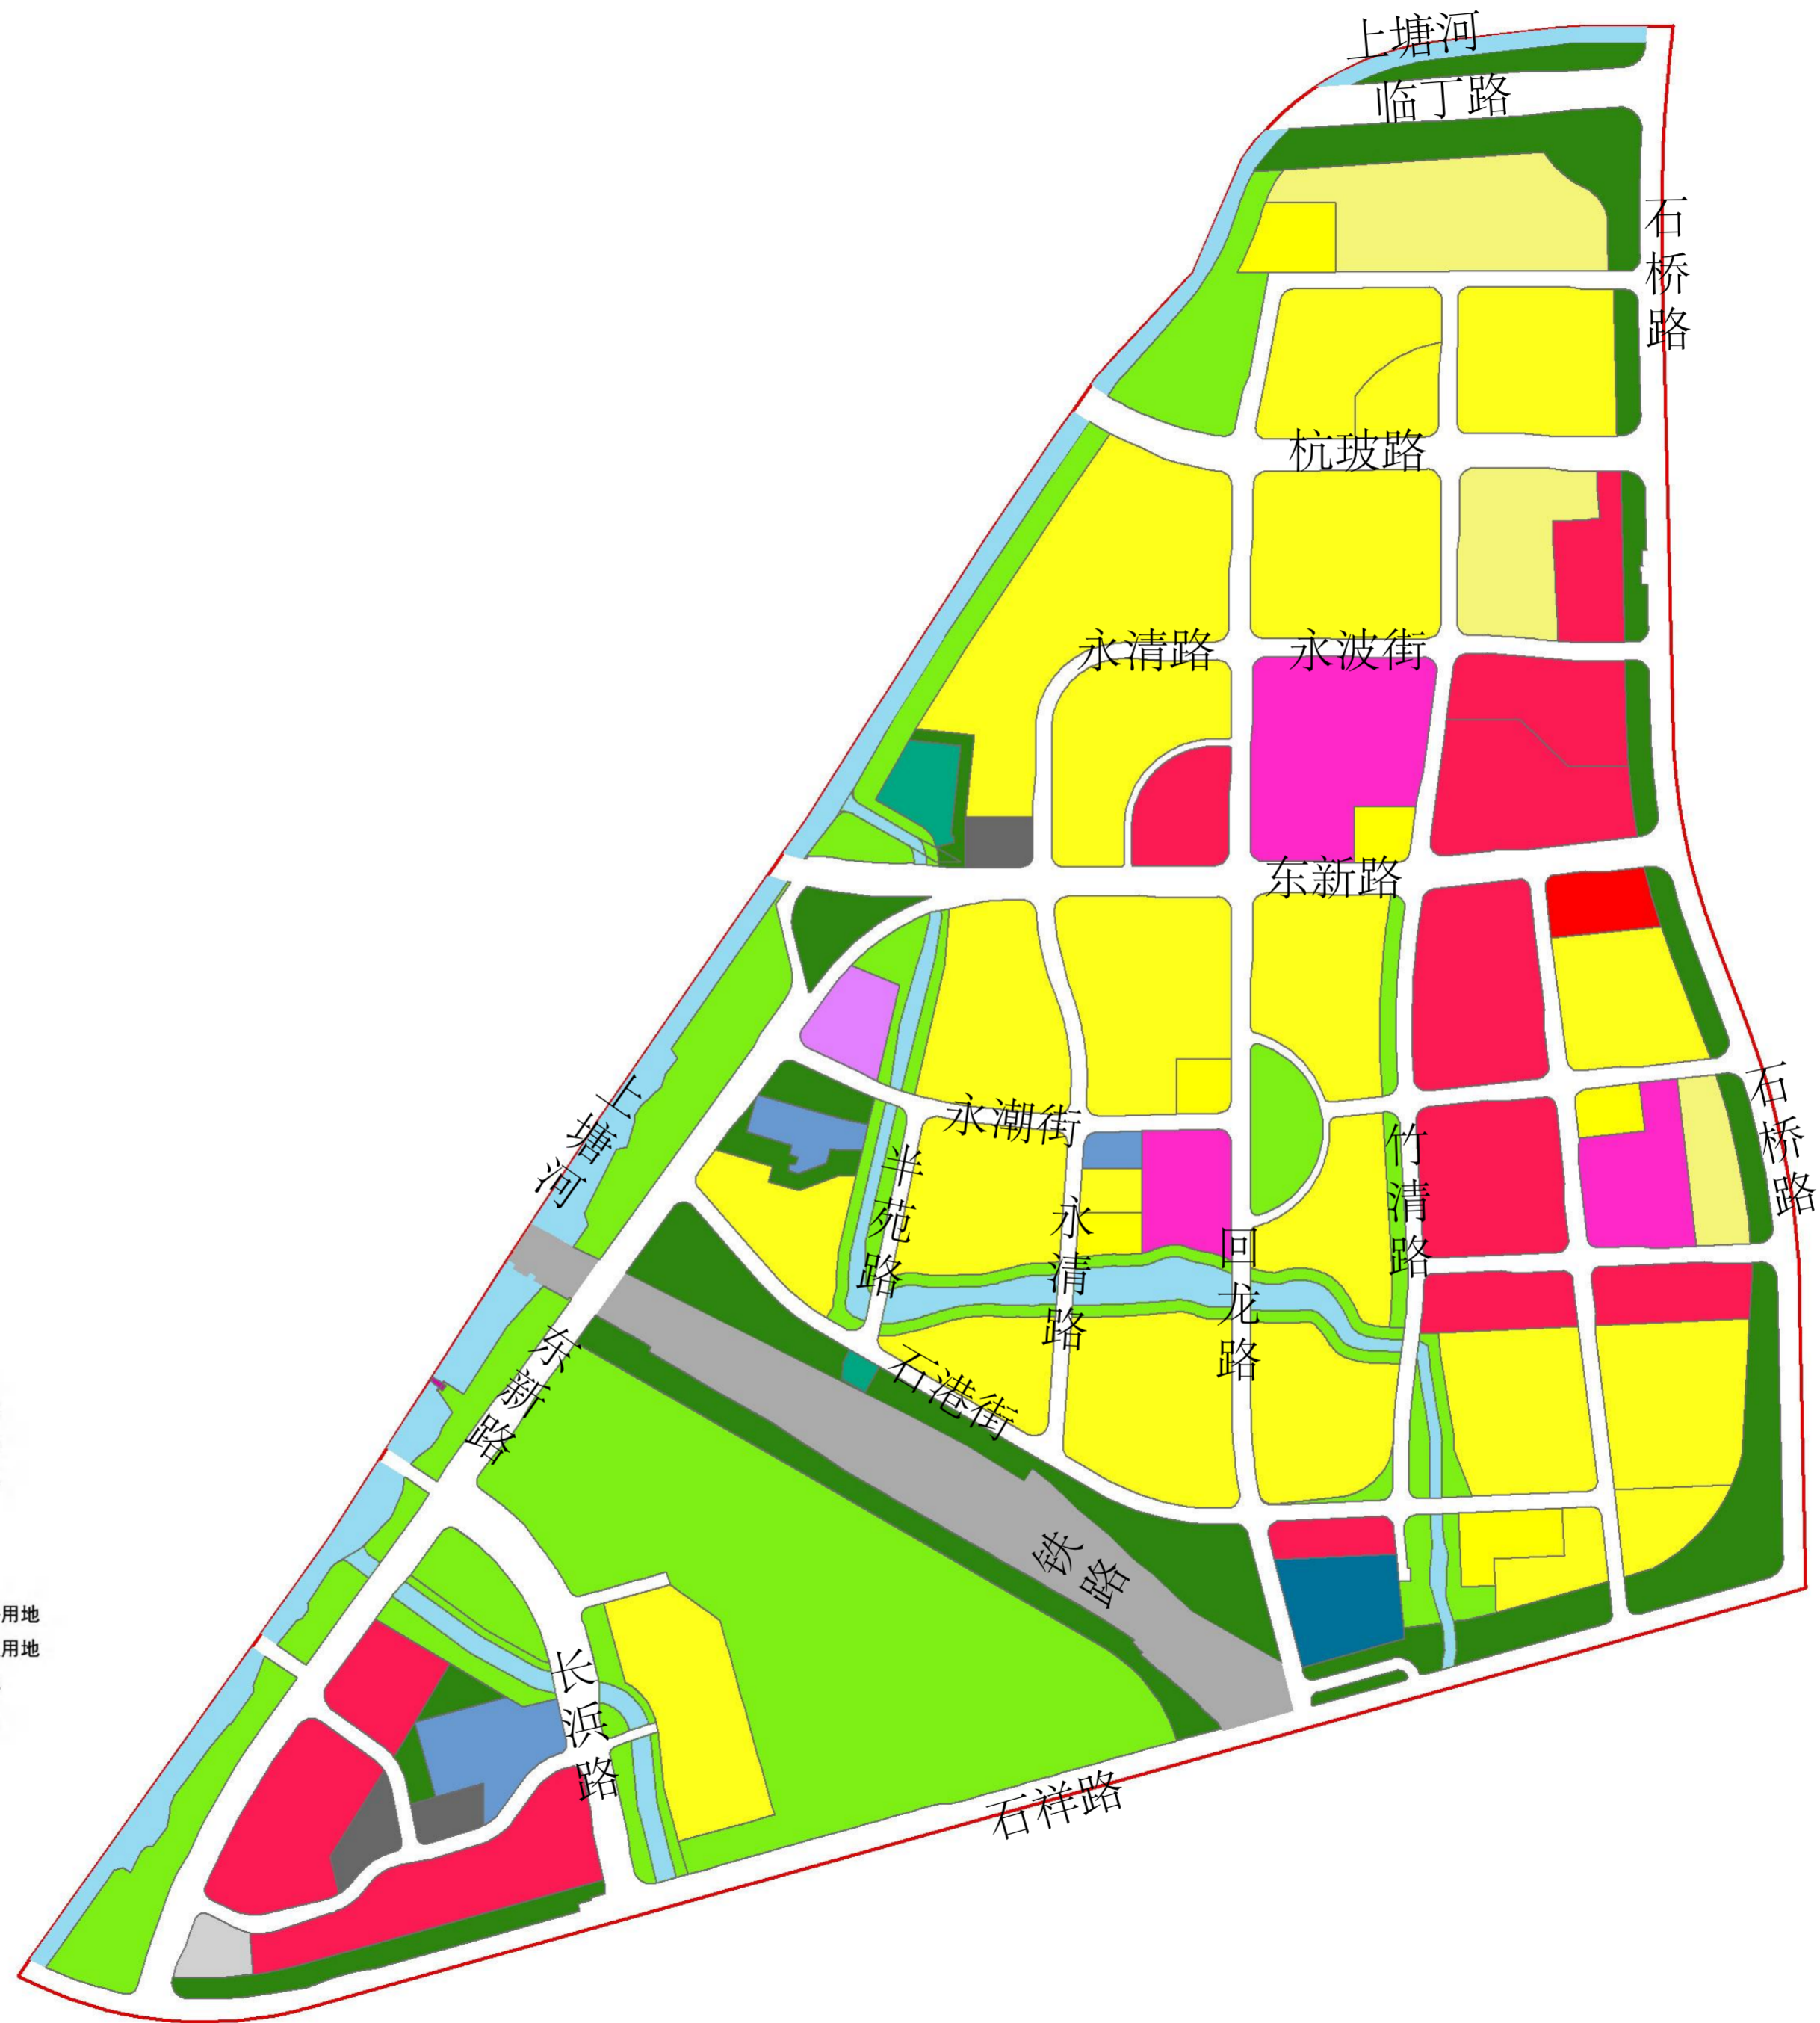 上塘河
临丁路
石桥路
杭玻路
永清路
永波街
东新路
上塘河
永潮街
半苑路
永清路
回龙路
竹清路
石桥路
东新路
石港街
铁路
用地
用地
长浜路
石祥路